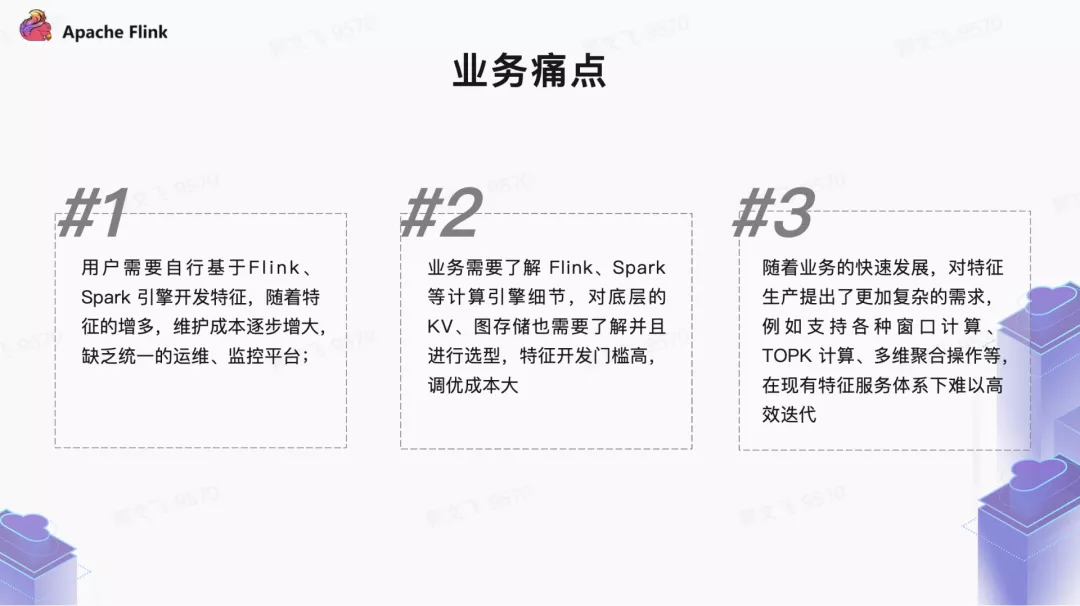 Apache Flink
业务痛点
#1
用户需要自行基于Flink、
Spark 引擎开发特征，随着特
征的增多，维护成本逐步增大，
缺乏统一的运维、监控平台；
#2
业务需要了解 Flink、Spark
等计算引擎细节，对底层的
KV、图存储也需要了解并且
进行选型，特征开发门槛高，
调优成本大
#3
随着业务的快速发展，对特征
生产提出了更加复杂的需求，
例如支持各种窗口计算、
TOPK 计算、多维聚合操作等，
在现有特征服务体系下难以高
效迭代